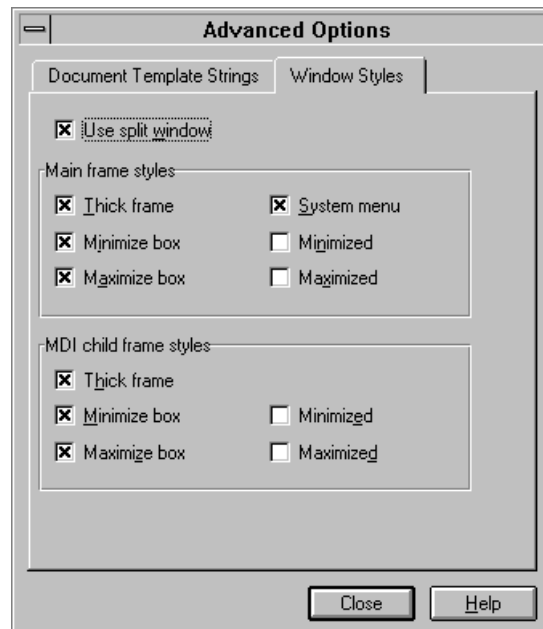 Advanced Options
Document Template Strings Window Styles
Use split window
Main frame styles
Thick frame System menu
Minimize box Minimized
Maximize box Maximized
MDI child frame styles
Thick frame
Minimize box Minimized
Maximize box Maximized
Close Help